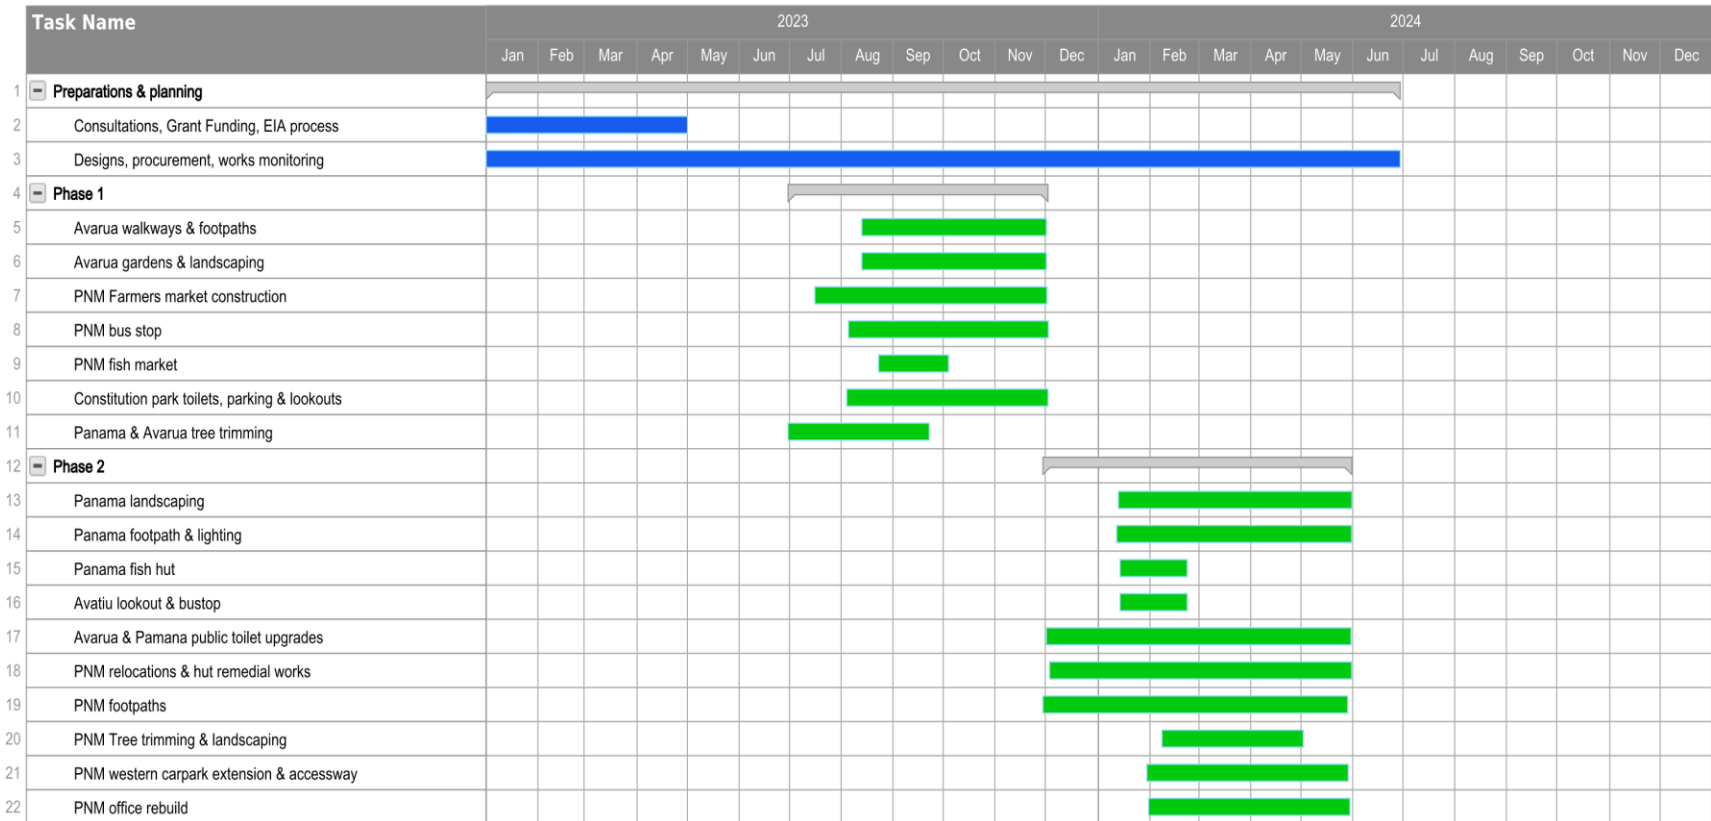 Task Name
2023
2024
Jan Feb Mar Apr May Jun Jul Aug Sep Oct Nov Dec Jan Feb Mar Apr May Jun Jul Aug Sep Oct Nov Dec
1 Preparations & planning
2 Consultations, Grant Funding, EIA process
3 Designs, procurement, works monitoring
4 Phase 1
5 Avarua walkways & footpaths
6 Avarua gardens & landscaping
7 PNM Farmers market construction
8 PNM bus stop
9 PNM fish market
10 Constitution park toilets, parking & lookouts
11 Panama & Avarua tree trimming
12 Phase 2
13 Panama landscaping
14 Panama footpath & lighting
15 Panama fish hut
16 Avatiu lookout & bustop
17 Avarua & Pamana public toilet upgrades
18 PNM relocations & hut remedial works
19 PNM footpaths
20 PNM Tree trimming & landscaping
21 PNM western carpark extension & accessway
22 PNM office rebuild